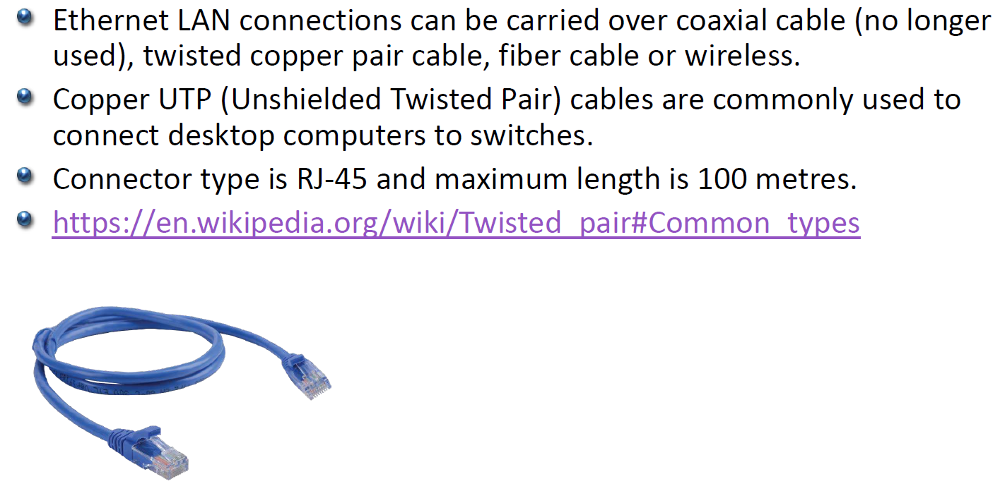 Ethernet LAN connections can be carried over coaxial cable (no longer
used), twisted copper pair cable, fiber cable or wireless.
Copper UTP (Unshielded Twisted Pair) cables are commonly used to
connect desktop computers to switches.
Connector type is RJ-45 and maximum length is 100 metres.
https://en.wikipedia.org/wiki/Twisted_pair#Common_types